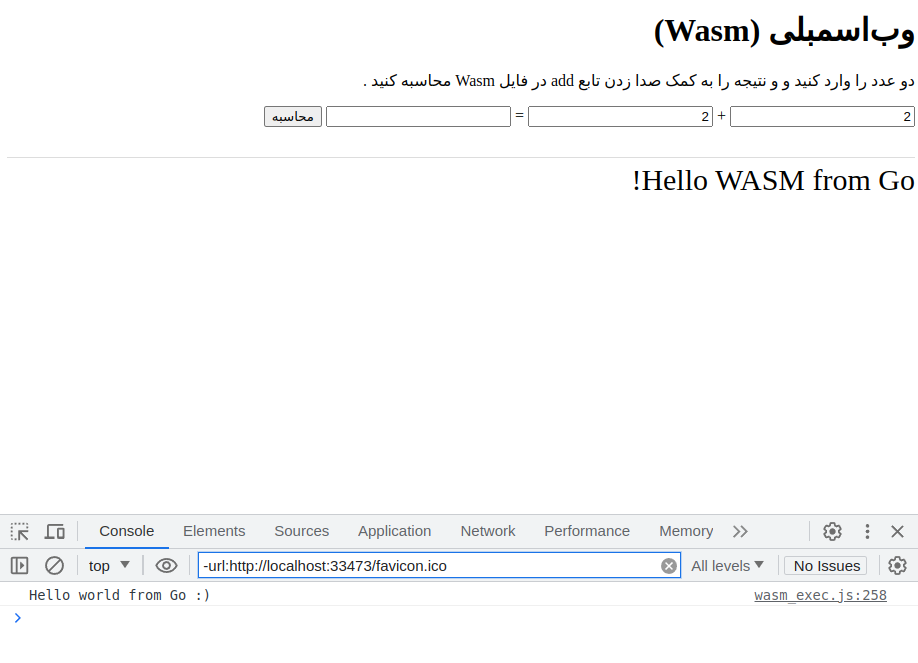 وب‌اسمبلی (Wasm)
دو عدد را وارد کنید و و نتیجه را به کمک صدا زدن تابع add در فایل Wasm محاسبه کنید .
2 + 2 = محاسبه
!Hello WASM from Go
Console Elements Sources Application Network Performance Memory
top -url:http://localhost:33473/favicon.ico All levels No Issues
Hello world from Go :) wasm_exec.js:258